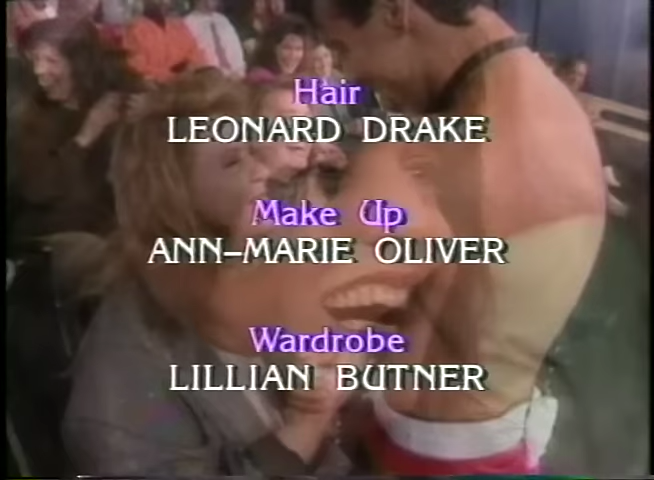 Hair
LEONARD DRAKE
Make Up
ANN-MARIE OLIVER
Wardrobe
LILLIAN BUTNER